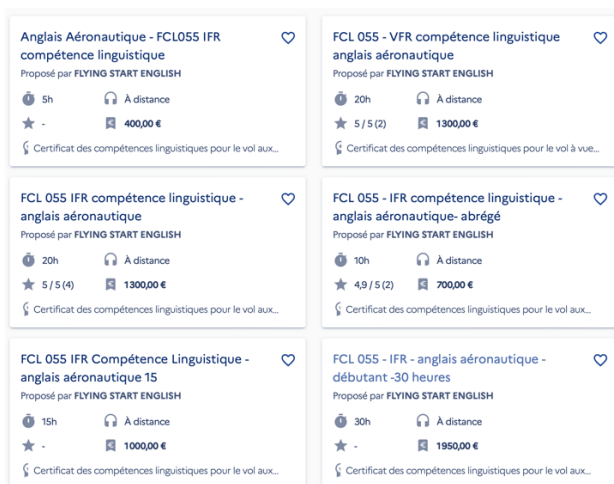 Anglais Aéronautique - FCL055 IFR
compétence linguistique
Proposé par FLYING START ENGLISH
5h À distance
- 400,00 €
Certificat des compétences linguistiques pour le vol aux...
FCL 055 - VFR compétence linguistique
anglais aéronautique
Proposé par FLYING START ENGLISH
20h À distance
5 / 5 (2) 1300,00 €
Certificat des compétences linguistiques pour le vol à vue...
FCL 055 IFR compétence linguistique -
anglais aéronautique
Proposé par FLYING START ENGLISH
20h À distance
5 / 5 (4) 1300,00 €
Certificat des compétences linguistiques pour le vol aux...
FCL 055 - IFR compétence linguistique -
anglais aéronautique- abrégé
Proposé par FLYING START ENGLISH
10h À distance
4,9 / 5 (2) 700,00 €
Certificat des compétences linguistiques pour le vol aux...
FCL 055 IFR Compétence Linguistique -
anglais aéronautique 15
Proposé par FLYING START ENGLISH
15h À distance
- 1000,00 €
Certificat des compétences linguistiques pour le vol aux...
FCL 055 - IFR - anglais aéronautique -
débutant -30 heures
Proposé par FLYING START ENGLISH
30h À distance
- 1950,00 €
Certificat des compétences linguistiques pour le vol aux...